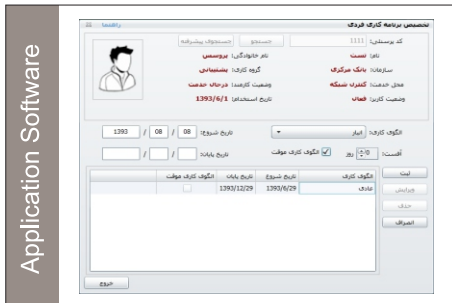 Application Software
تخصیص برنامه کاری فردی
راهنما
کد پرسنلی: 1111 جستجو جستجوی پیشرفته
نام: تست نام خانوادگی: پروسس
سازمان: بانک مرکزی گروه کاری: پشتیبانی
محل خدمت: کنترل شبکه وضعیت کارمند: درحال خدمت
وضعیت کاربر: فعال تاریخ استخدام: 1393/6/1
الگوی کاری: انبار تاریخ شروع: 08 / 08 / 1393
آفست: 0 روز الگوی کاری موقت تاریخ پایان: / /
الگوی کاری تاریخ شروع تاریخ پایان الگوی کاری موقت
عادی 1393/6/29 1393/12/29
ثبت
ویرایش
حذف
انصراف
خروج